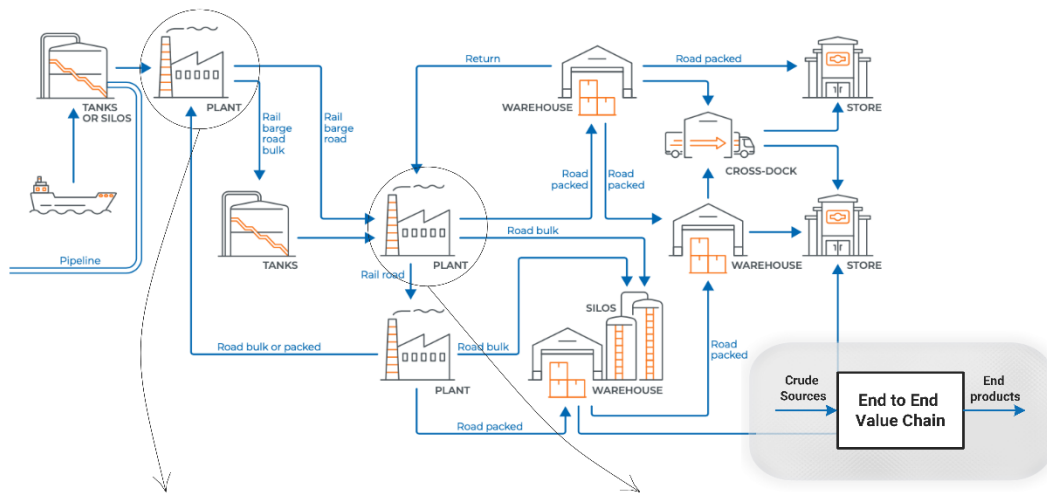 TANKS
OR SILOS
PLANT
Rail
barge
road
bulk
Rail
barge
road
Pipeline
TANKS
Return
WAREHOUSE
Road packed
STORE
CROSS-DOCK
Road
packed
Road
packed
PLANT
Road bulk
WAREHOUSE
STORE
Rail road
SILOS
Road bulk or packed
PLANT
Road bulk
WAREHOUSE
Road
packed
Road packed
Crude
Sources
End to End
Value Chain
End
products